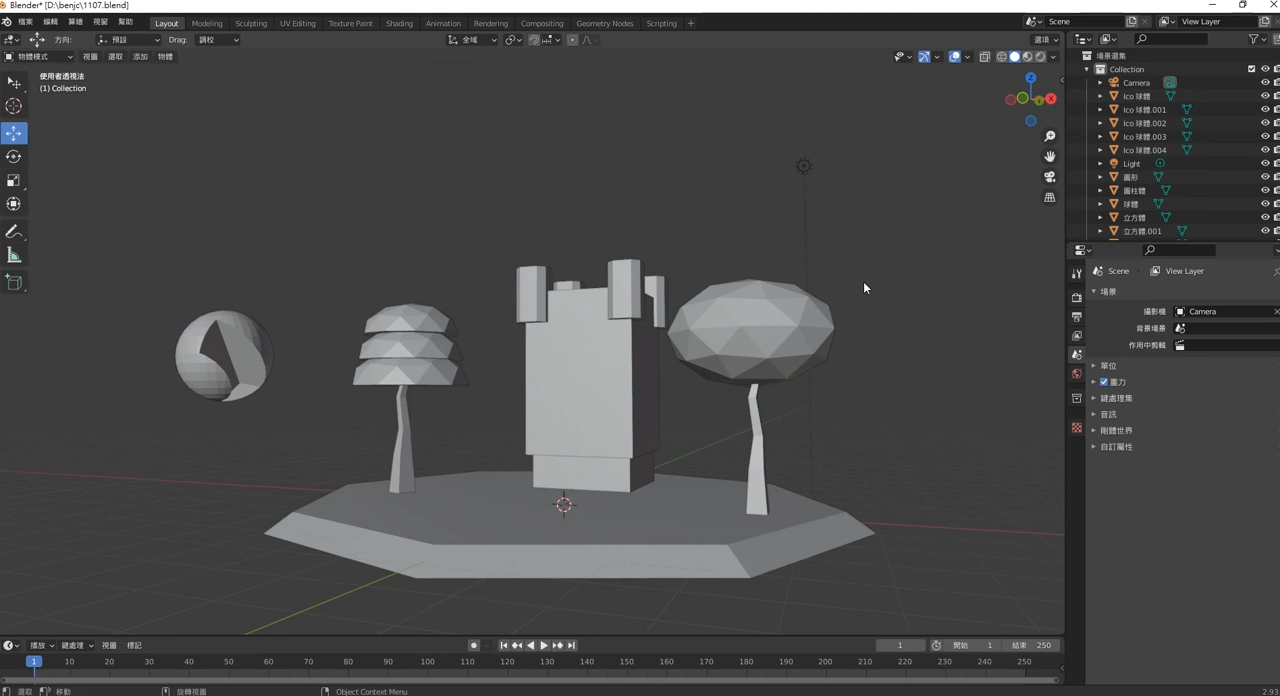 Blender* [D:\benjc\1107.blend]
檔案 編輯 算繪 視窗 幫助 Layout Modeling Sculpting UV Editing Texture Paint Shading Animation Rendering Compositing Geometry Nodes Scripting + Scene View Layer
方向: 預設 Drag: 調校 全域 選項
物體模式 視圖 選取 添加 物體
使用者透視法
(1) Collection
Z
X
Y
場景選集
Collection
Camera
Ico 球體
Ico 球體.001
Ico 球體.002
Ico 球體.003
Ico 球體.004
Light
圓形
圓柱體
球體
立方體
立方體.001
Scene View Layer
場景
攝影機 Camera
背景場景
作用中剪輯
單位
重力
鍵處理集
音訊
剛體世界
自訂屬性
播放 鍵處理 視圖 標記 1 開始 1 結束 250
1 10 20 30 40 50 60 70 80 90 100 110 120 130 140 150 160 170 180 190 200 210 220 230 240 250
選取 移動 旋轉視圖 Object Context Menu 2.93